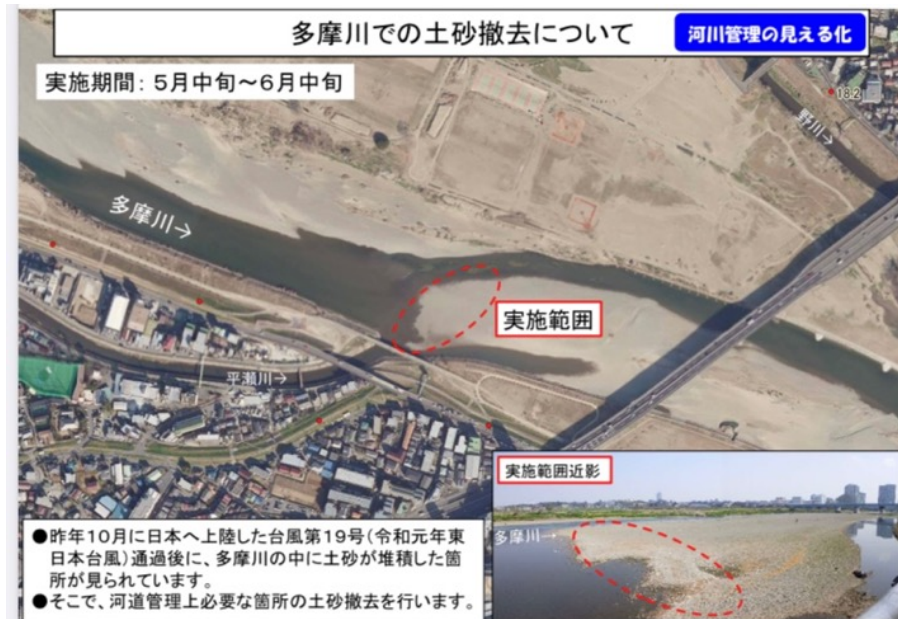 多摩川での土砂撤去について
河川管理の見える化
実施期間：５月中旬～６月中旬
18.2
野川→
多摩川→
実施範囲
平瀬川→
実施範囲近影
多摩川→
●昨年10月に日本へ上陸した台風第19号(令和元年東
日本台風)通過後に、多摩川の中に土砂が堆積した箇
所が見られています。
●そこで、河道管理上必要な箇所の土砂撤去を行います。